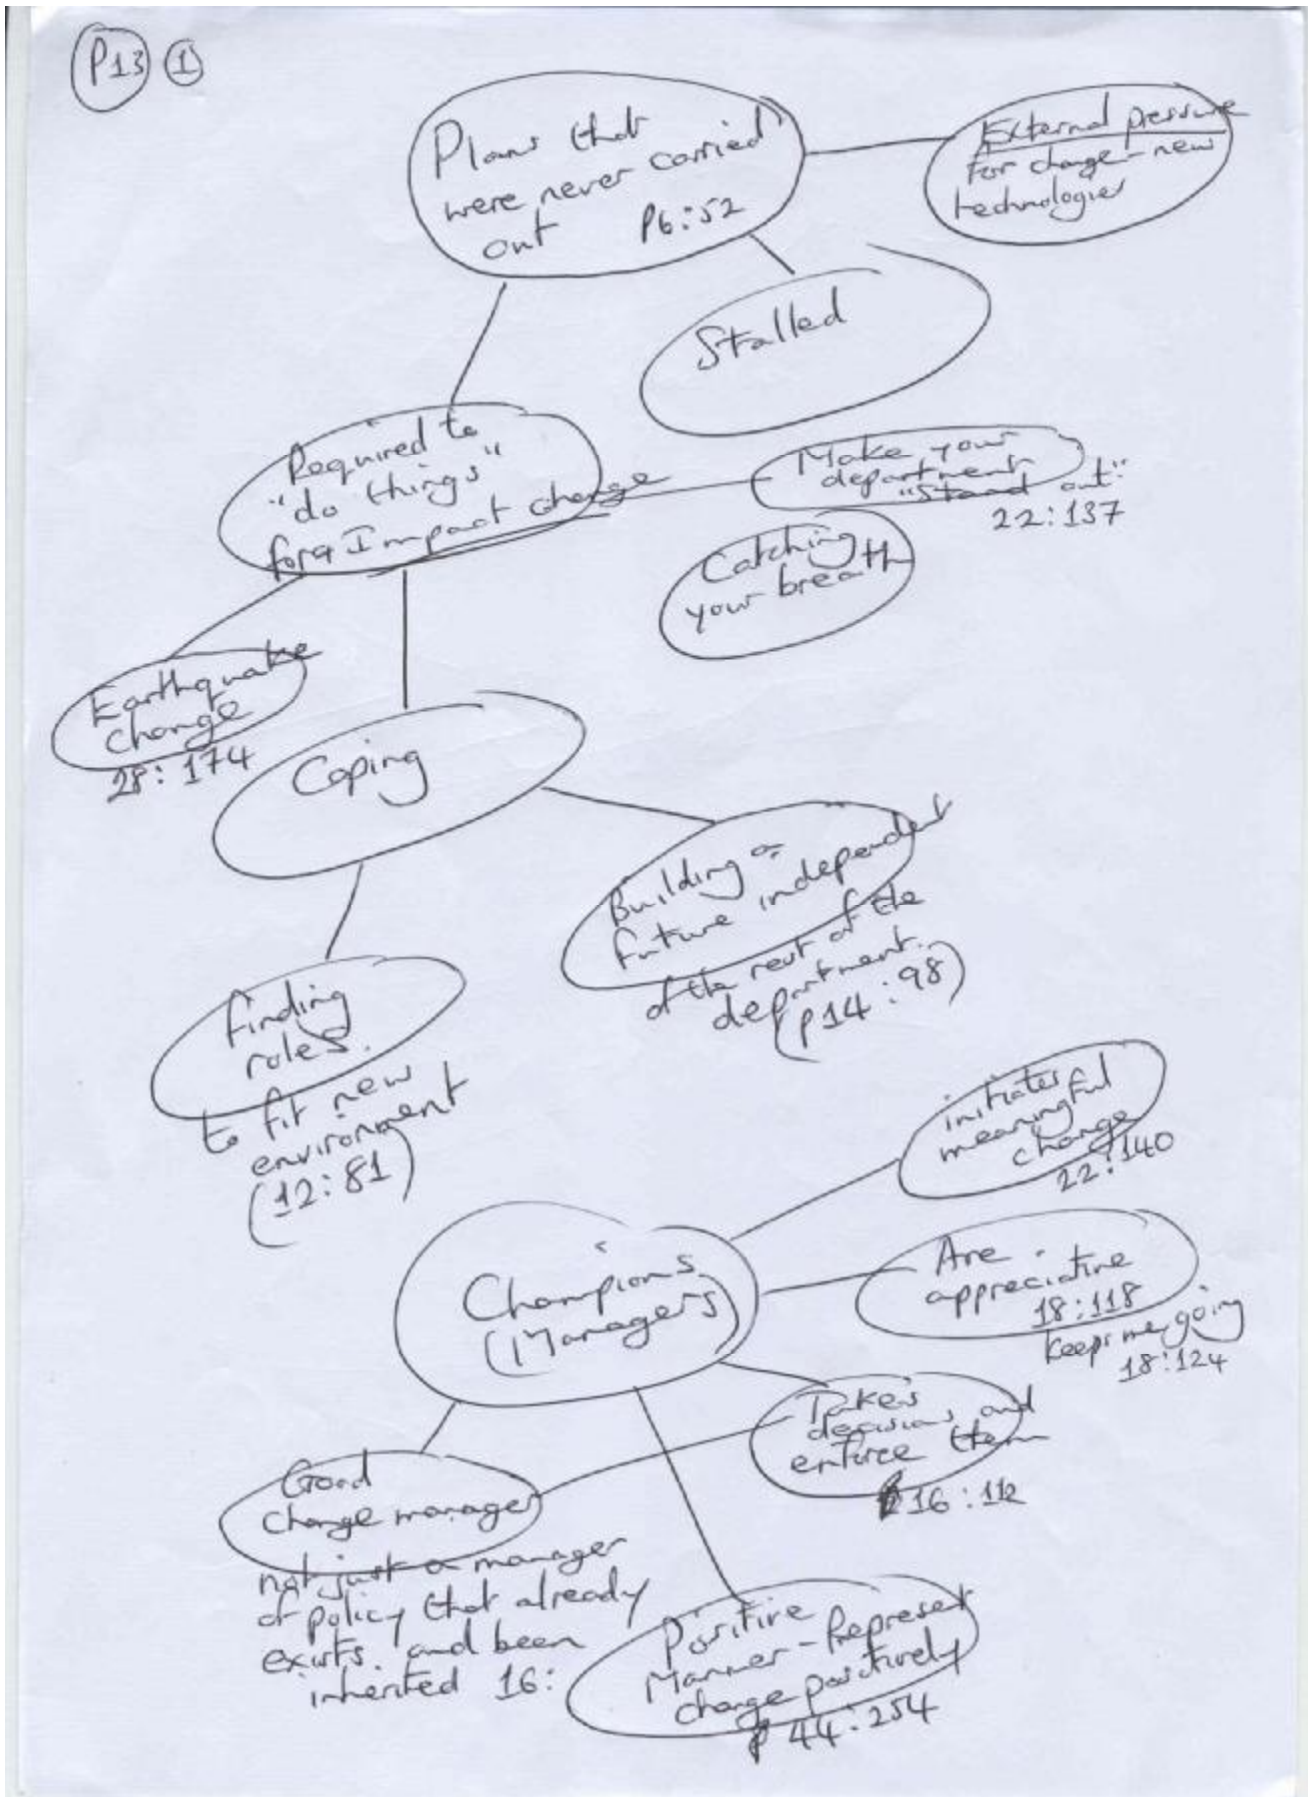 P13 1
Plans that
were never carried
out P6:52
External pressure
for change - new
technologies
Stalled
Required to
"do things"
for Impact change
Make your
department
"Stand out"
22:137
Catching
your breath
Earthquake
change
28:174
Coping
Building a
future independent
of the rest of the
department.
(p14:98)
finding
roles.
to fit new
environment
(12:81)
initiates
meaningful
change
22:140
Champions
(Managers)
Are
appreciative
18:118
keeps me going
18:124
Takes
decisions and
enforce them
16:112
Good
change manager
not just a manager
of policy that already
exists. and been
inherited 16:
Positive
Manner - Represent
change positively
p 44:254